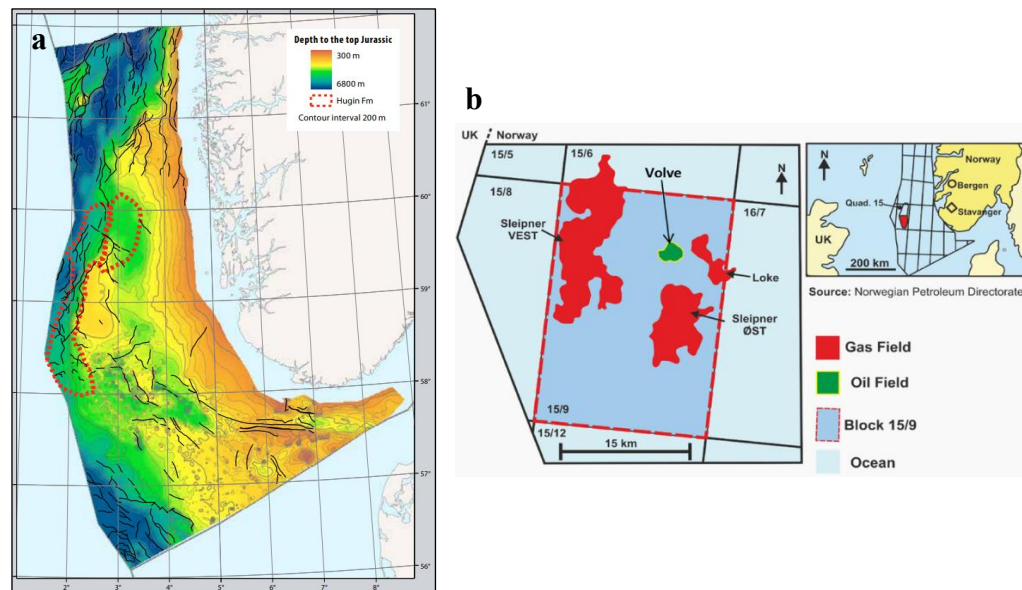 a
Depth to the top Jurassic
300 m
6800 m
Hugin Fm
Contour interval 200 m
61°
60°
59°
58°
57°
56°
2°
3°
4°
5°
6°
7°
8°
b
UK
Norway
15/5
15/6
15/8
16/7
Volve
N
Sleipner
VEST
Loke
Sleipner
ØST
15/9
15/12
15 km
N
Norway
Bergen
Quad. 15
Stavanger
UK
200 km
Source: Norwegian Petroleum Directorate
Gas Field
Oil Field
Block 15/9
Ocean